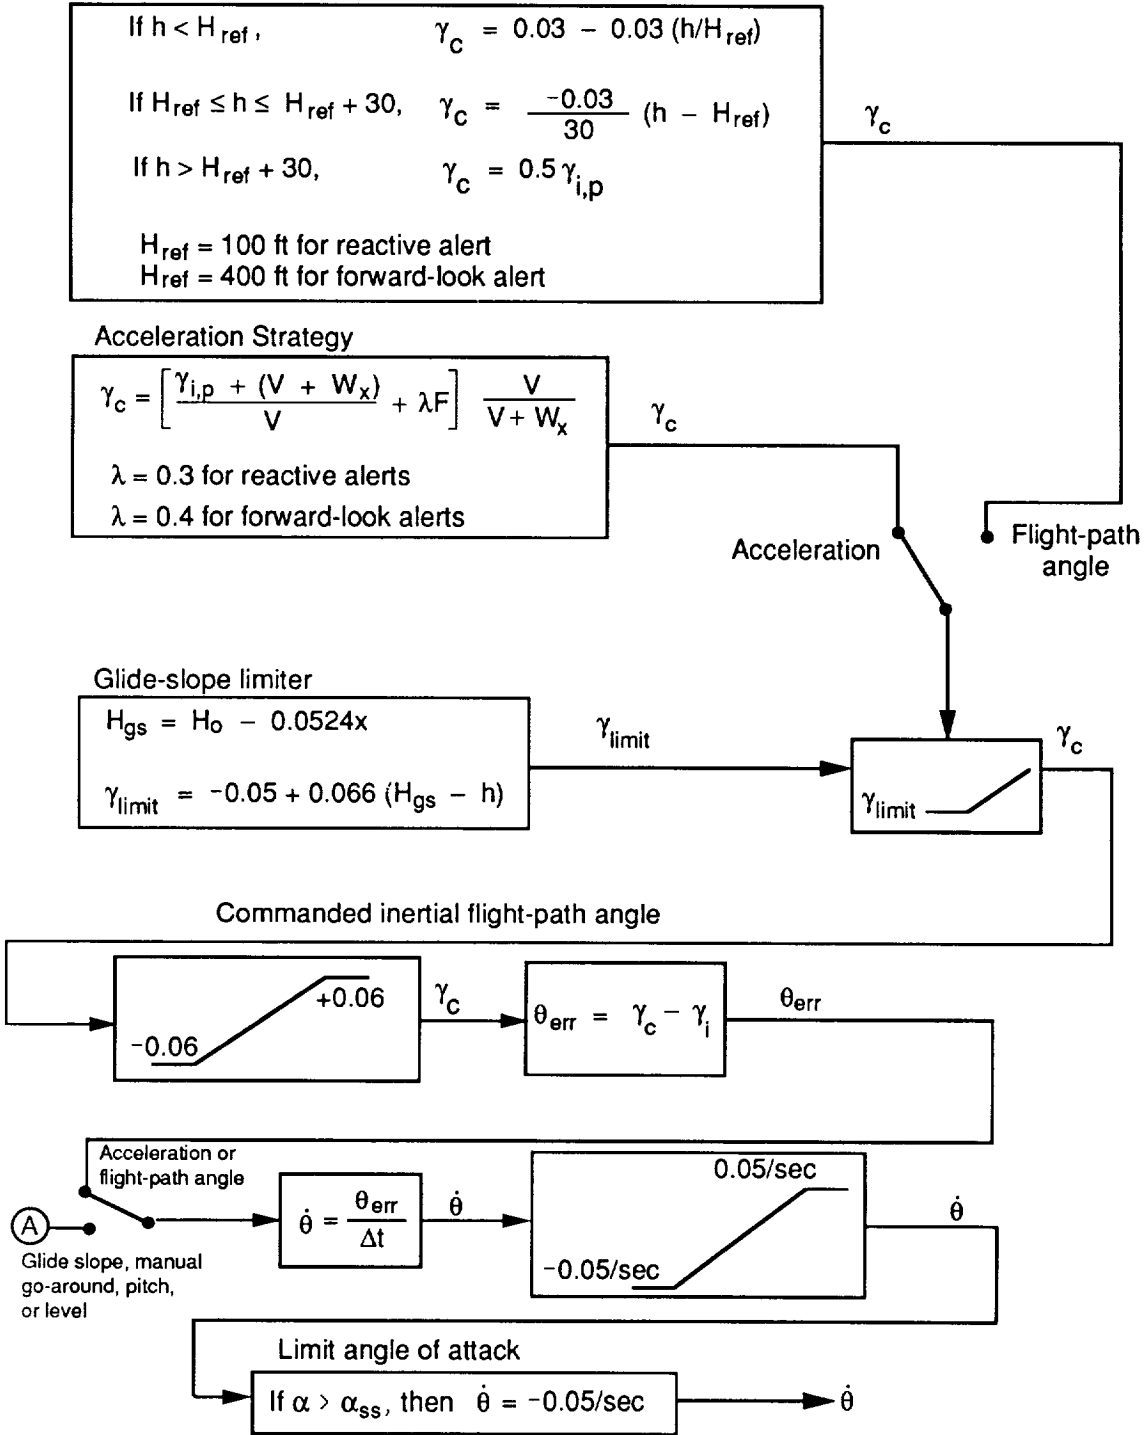 If h < H_ref, γ_c = 0.03 - 0.03 (h/H_ref)
If H_ref ≤ h ≤ H_ref + 30, γ_c = -0.03/30 (h - H_ref)
If h > H_ref + 30, γ_c = 0.5 γ_i,p
H_ref = 100 ft for reactive alert
H_ref = 400 ft for forward-look alert
γ_c
Acceleration Strategy
γ_c = [(γ_i,p + (V + W_x))/V + λF] V/(V + W_x)
λ = 0.3 for reactive alerts
λ = 0.4 for forward-look alerts
γ_c
Acceleration
Flight-path
angle
Glide-slope limiter
H_gs = H_o - 0.0524x
γ_limit = -0.05 + 0.066 (H_gs - h)
γ_limit
γ_limit
γ_c
Commanded inertial flight-path angle
-0.06
+0.06
γ_c
θ_err = γ_c - γ_i
θ_err
Acceleration or
flight-path angle
A
Glide slope, manual
go-around, pitch,
or level
θ̇ = θ_err/Δt
θ̇
0.05/sec
-0.05/sec
θ̇
Limit angle of attack
If α > α_ss, then θ̇ = -0.05/sec
θ̇